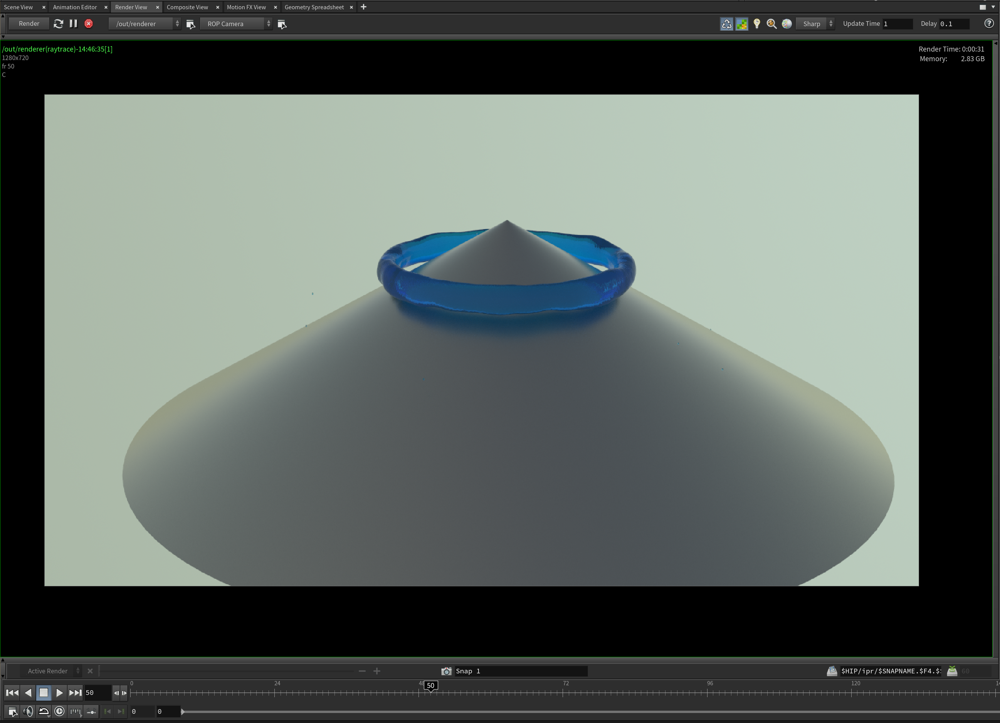 Scene View × Animation Editor × Render View × Composite View × Motion FX View × Geometry Spreadsheet × +
Render /out/renderer ROP Camera Sharp Update Time 1 Delay 0.1 ?
/out/renderer(raytrace)-14:46:35[1]
Render Time: 0:00:31
1280x720
Memory: 2.83 GB
fr 50
C
Active Render Snap 1 $HIP/ipr/$SNAPNAME.$F4.$ 60
0 24 48 50 72 96 120
50
0 0